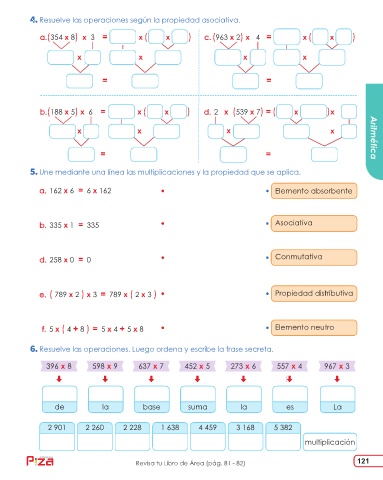 4. Resuelve las operaciones según la propiedad asociativa.
a. (354 x 8) x 3 = x ( x )
c. (963 x 2) x 4 = x ( x )
x x
x x
=
=
b. (188 x 5) x 6 = x ( x )
d. 2 x (539 x 7) = ( x ) x
x x
x x
=
=
Aritmética
5. Une mediante una línea las multiplicaciones y la propiedad que se aplica.
a. 162 x 6 = 6 x 162 • • Elemento absorbente
b. 335 x 1 = 335 • • Asociativa
d. 258 x 0 = 0 • • Conmutativa
e. ( 789 x 2 ) x 3 = 789 x ( 2 x 3 ) • • Propiedad distributiva
f. 5 x ( 4 + 8 ) = 5 x 4 + 5 x 8 • • Elemento neutro
6. Resuelve las operaciones. Luego ordena y escribe la frase secreta.
396 x 8 598 x 9 637 x 7 452 x 5 273 x 6 557 x 4 967 x 3
de la base suma la es La
2 901 2 260 2 228 1 638 4 459 3 168 5 382
multiplicación
Piza
Revisa tu Libro de Área (pág. 81 - 82)
121